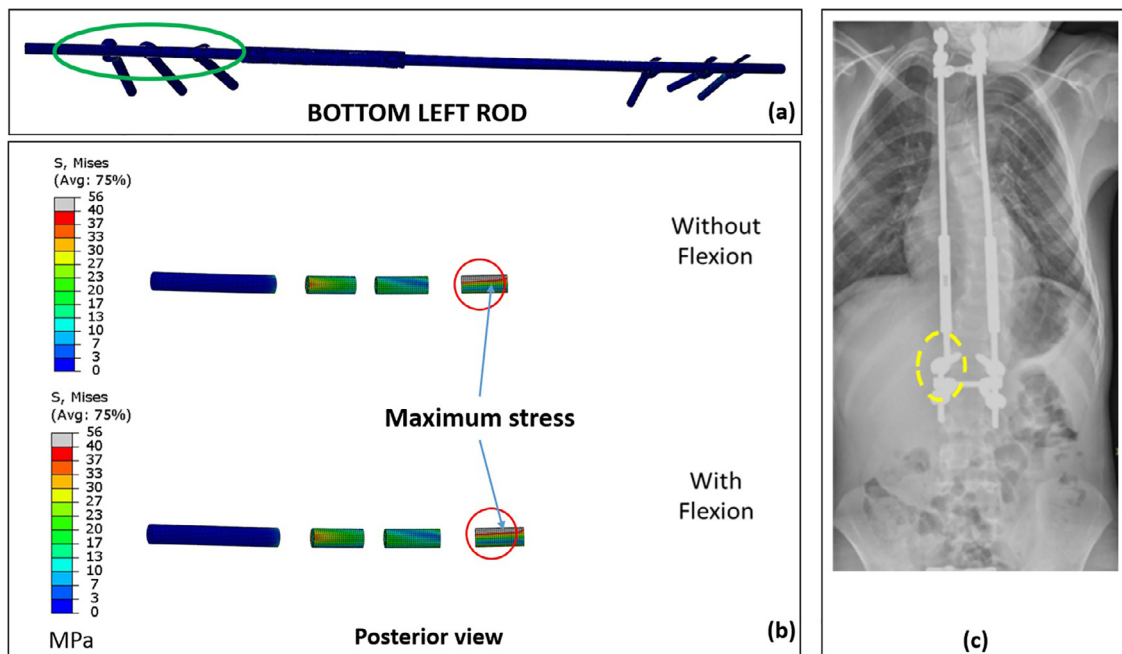 BOTTOM LEFT ROD
(a)
S, Mises
(Avg: 75%)
56
40
37
33
30
27
23
20
17
13
10
7
3
0
Without
Flexion
Maximum stress
S, Mises
(Avg: 75%)
56
40
37
33
30
27
23
20
17
13
10
7
3
0
With
Flexion
MPa
Posterior view
(b)
(c)